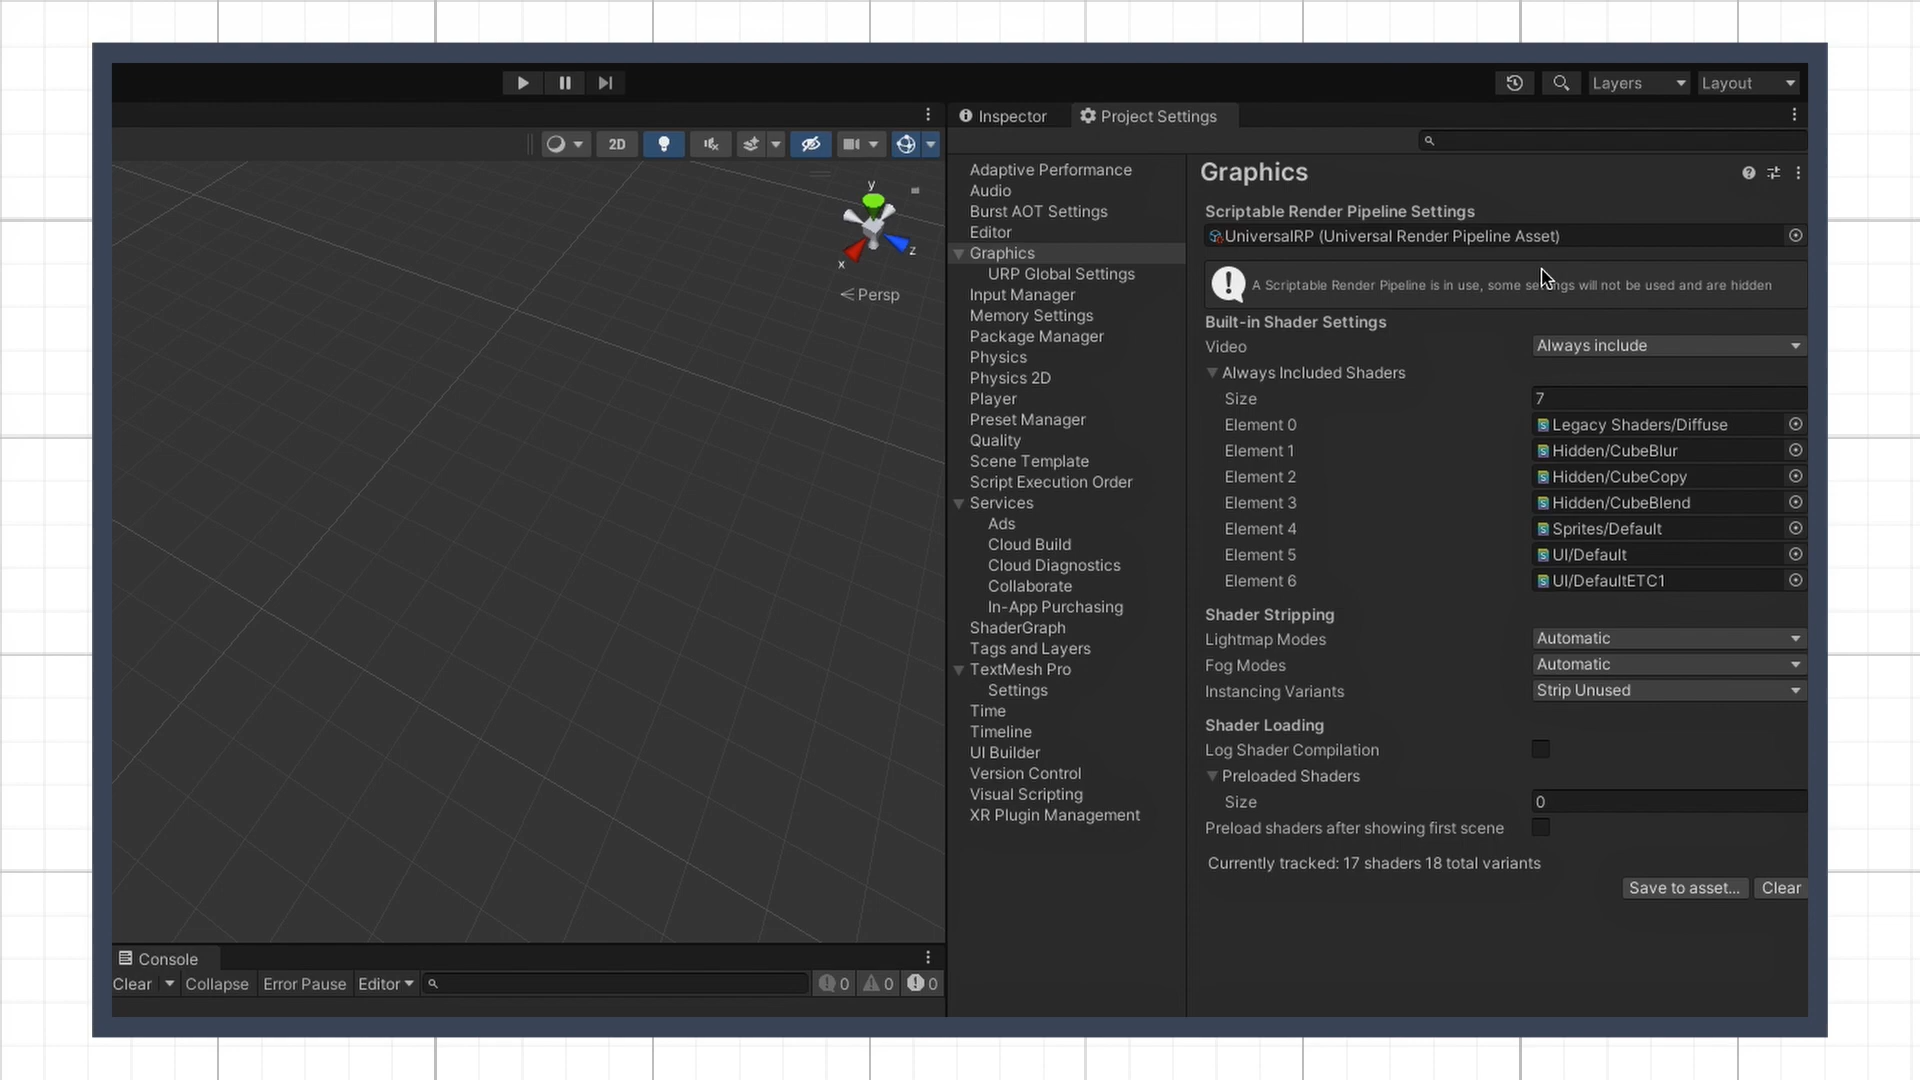 Layers
Layout
Inspector
Project Settings
2D
y
x
z
Persp
Adaptive Performance
Audio
Burst AOT Settings
Editor
Graphics
URP Global Settings
Input Manager
Memory Settings
Package Manager
Physics
Physics 2D
Player
Preset Manager
Quality
Scene Template
Script Execution Order
Services
Ads
Cloud Build
Cloud Diagnostics
Collaborate
In-App Purchasing
ShaderGraph
Tags and Layers
TextMesh Pro
Settings
Time
Timeline
UI Builder
Version Control
Visual Scripting
XR Plugin Management
Graphics
Scriptable Render Pipeline Settings
UniversalRP (Universal Render Pipeline Asset)
A Scriptable Render Pipeline is in use, some settings will not be used and are hidden
Built-in Shader Settings
Video Always include
Always Included Shaders
Size 7
Element 0 Legacy Shaders/Diffuse
Element 1 Hidden/CubeBlur
Element 2 Hidden/CubeCopy
Element 3 Hidden/CubeBlend
Element 4 Sprites/Default
Element 5 UI/Default
Element 6 UI/DefaultETC1
Shader Stripping
Lightmap Modes Automatic
Fog Modes Automatic
Instancing Variants Strip Unused
Shader Loading
Log Shader Compilation
Preloaded Shaders
Size 0
Preload shaders after showing first scene
Currently tracked: 17 shaders 18 total variants
Save to asset... Clear
Console
Clear Collapse Error Pause Editor 0 0 0